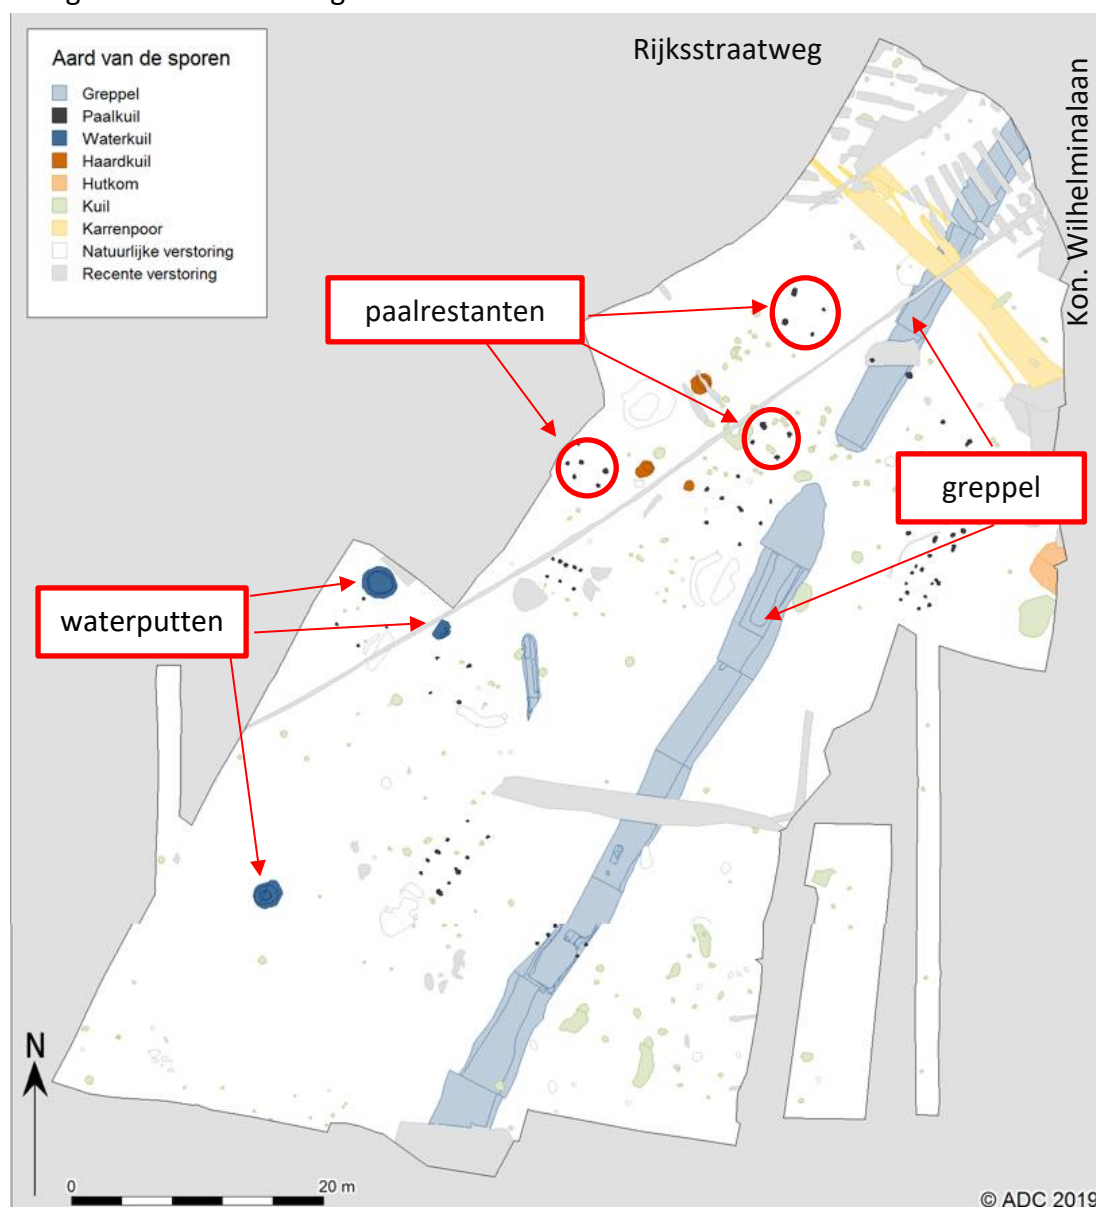 Rijksstraatweg
Kon. Wilhelminalaan
Aard van de sporen
Greppel
Paalkuil
Waterkuil
Haardkuil
Hutkom
Kuil
Karrenpoor
Natuurlijke verstoring
Recente verstoring
paalrestanten
greppel
waterputten
N
0 20 m
© ADC 2019